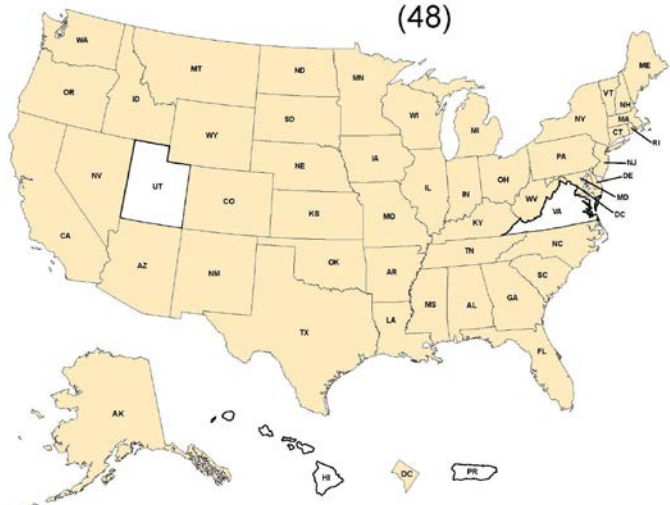 (48)
WA
MT
ND
MN
ME
OR
ID
SD
WI
MI
VT
NH
NY
MA
CT
RI
WY
NE
IA
PA
NJ
NV
UT
CO
IL
IN
OH
WV
VA
DE
MD
DC
KS
MO
KY
CA
AZ
NM
OK
AR
TN
NC
SC
TX
LA
MS
AL
GA
FL
AK
HI
DC
PR